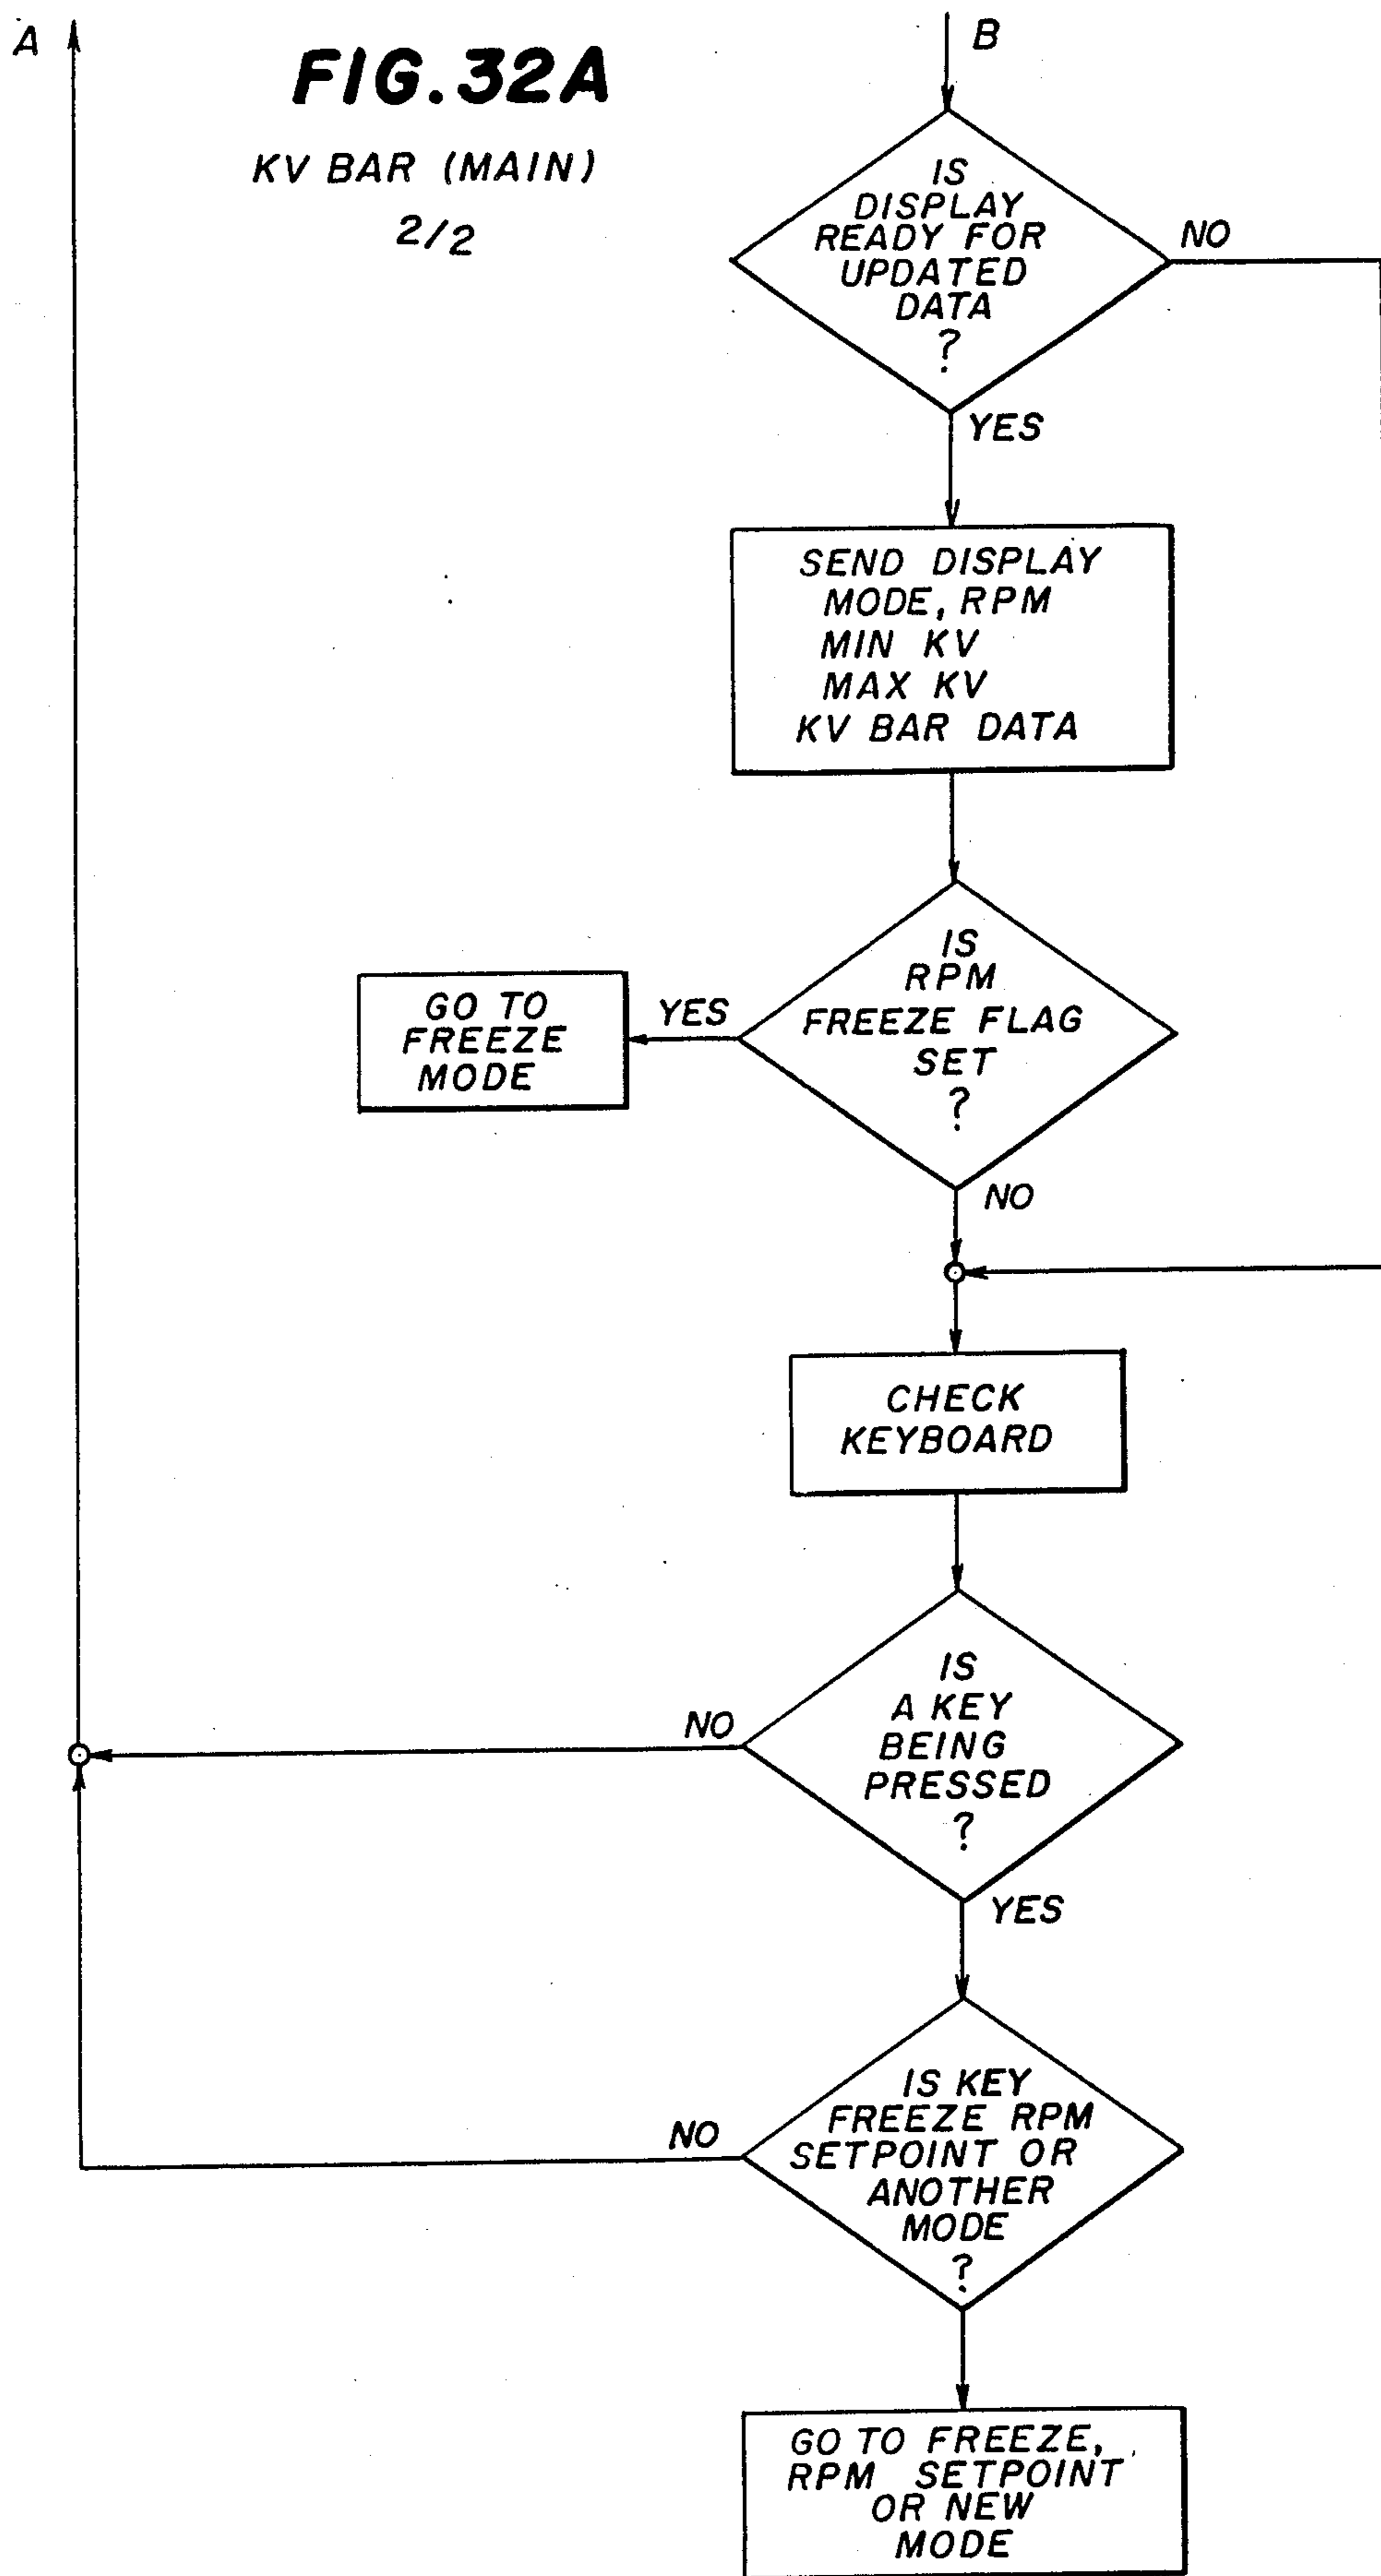 A
B
FIG.32A
KV BAR (MAIN)
2/2
IS
DISPLAY
READY FOR
UPDATED
DATA
?
NO
YES
SEND DISPLAY
MODE, RPM
MIN KV
MAX KV
KV BAR DATA
IS
RPM
FREEZE FLAG
SET
?
YES
GO TO
FREEZE
MODE
NO
CHECK
KEYBOARD
IS
A KEY
BEING
PRESSED
?
NO
YES
IS KEY
FREEZE RPM
SETPOINT OR
ANOTHER
MODE
?
NO
GO TO FREEZE,
RPM SETPOINT
OR NEW
MODE